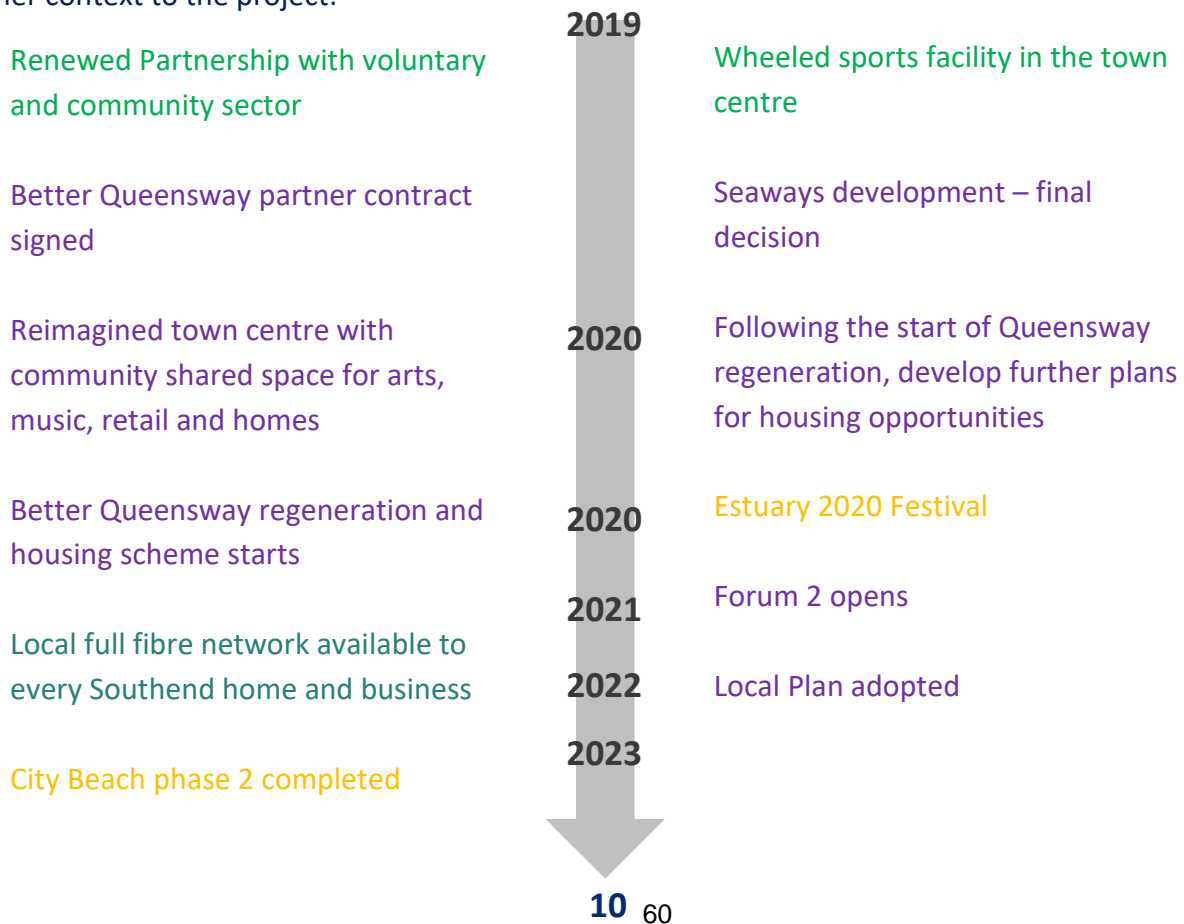 context to the project.
2019
Renewed Partnership with voluntary
and community sector
Wheeled sports facility in the town
centre
Better Queensway partner contract
signed
Seaways development – final
decision
Reimagined town centre with
community shared space for arts,
music, retail and homes
2020
Following the start of Queensway
regeneration, develop further plans
for housing opportunities
Better Queensway regeneration and
housing scheme starts
2020
Estuary 2020 Festival
2021
Forum 2 opens
Local full fibre network available to
every Southend home and business
2022
Local Plan adopted
2023
City Beach phase 2 completed
10 60